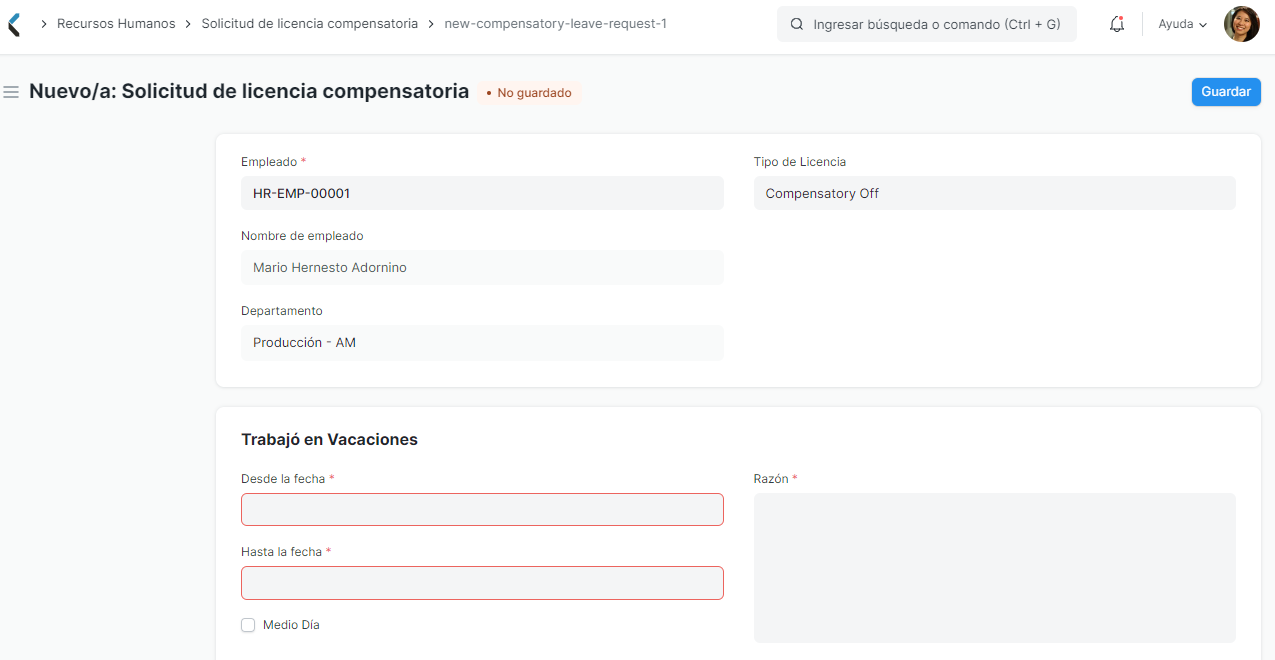 Recursos Humanos > Solicitud de licencia compensatoria > new-compensatory-leave-request-1
Ingresar búsqueda o comando (Ctrl + G)
Ayuda
Nuevo/a: Solicitud de licencia compensatoria
• No guardado
Guardar
Empleado *
HR-EMP-00001
Tipo de Licencia
Compensatory Off
Nombre de empleado
Mario Hernesto Adornino
Departamento
Producción - AM
Trabajó en Vacaciones
Desde la fecha *
Hasta la fecha *
Medio Día
Razón *